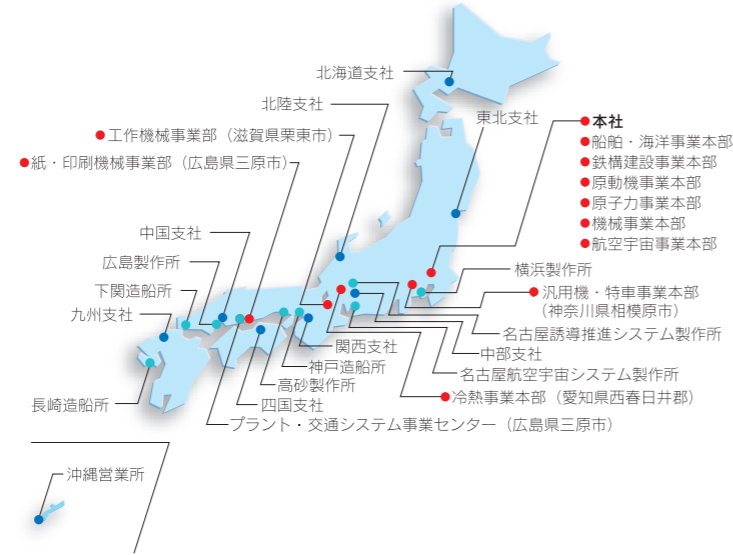 北海道支社
北陸支社
東北支社
本社
工作機械事業部（滋賀県栗東市）
船舶・海洋事業本部
紙・印刷機械事業部（広島県三原市）
鉄構建設事業本部
原動機事業本部
原子力事業本部
機械事業本部
航空宇宙事業本部
中国支社
広島製作所
横浜製作所
下関造船所
汎用機・特車事業本部
（神奈川県相模原市）
九州支社
名古屋誘導推進システム製作所
関西支社
中部支社
神戸造船所
名古屋航空宇宙システム製作所
高砂製作所
冷熱事業本部（愛知県西春日井郡）
長崎造船所
四国支社
プラント・交通システム事業センター（広島県三原市）
沖縄営業所